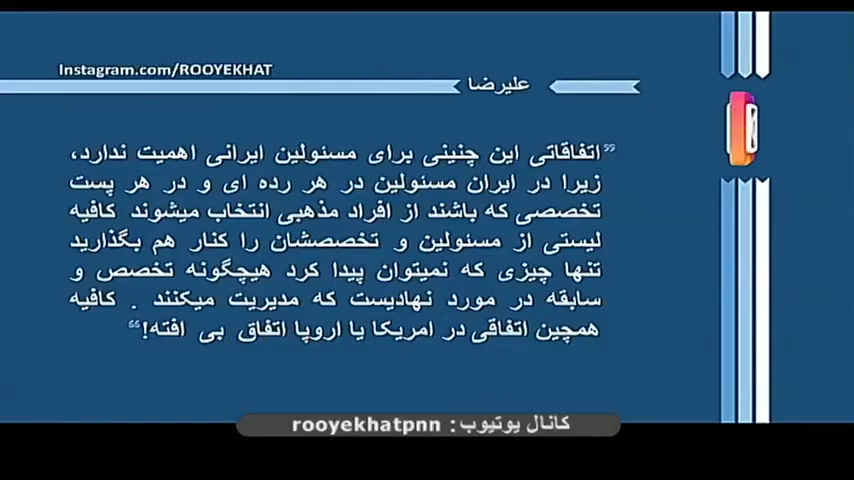 Instagram.com/ROOYEKHAT
علیرضا
"اتفاقاتی این چنینی برای مسئولین ایرانی اهمیت ندارد،
زیرا در ایران مسئولین در هر رده ای و در هر پست
تخصصی که باشند از افراد مذهبی انتخاب میشوند کافیه
لیستی از مسئولین و تخصصشان را کنار هم بگذارید
تنها چیزی که نمیتوان پیدا کرد هیچگونه تخصص و
سابقه در مورد نهادیست که مدیریت میکنند . کافیه
همچین اتفاقی در امریکا یا اروپا اتفاق بی افته!"
کانال یوتیوب: rooyekhatpnn